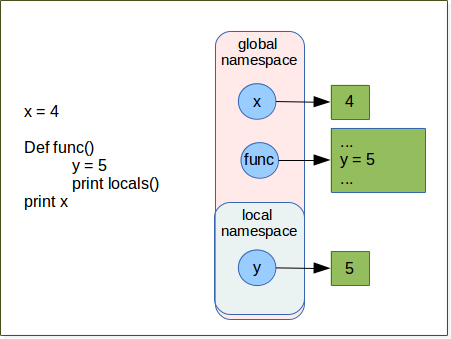 x = 4
Def func()
y = 5
print locals()
print x
global
namespace
x
4
func
...
y = 5
...
local
namespace
y
5